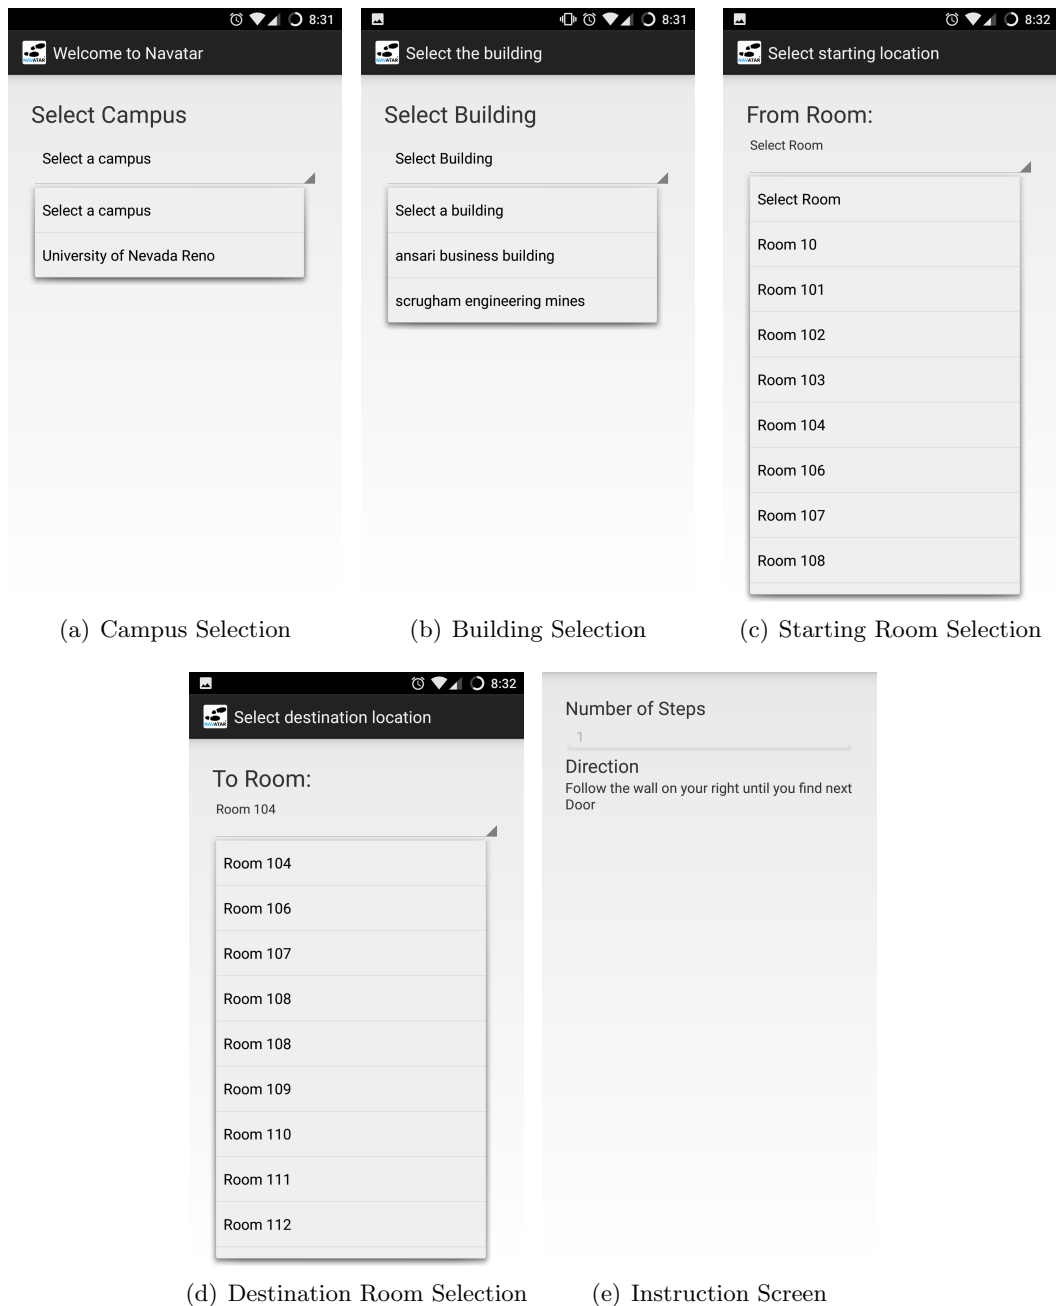 8:31
NAVATAR Welcome to Navatar
Select Campus
Select a campus
Select a campus
University of Nevada Reno
(a) Campus Selection
8:31
NAVATAR Select the building
Select Building
Select Building
Select a building
ansari business building
scrugham engineering mines
(b) Building Selection
8:32
NAVATAR Select starting location
From Room:
Select Room
Select Room
Room 10
Room 101
Room 102
Room 103
Room 104
Room 106
Room 107
Room 108
(c) Starting Room Selection
8:32
NAVATAR Select destination location
To Room:
Room 104
Room 104
Room 106
Room 107
Room 108
Room 108
Room 109
Room 110
Room 111
Room 112
(d) Destination Room Selection
Number of Steps
1
Direction
Follow the wall on your right until you find next
Door
(e) Instruction Screen